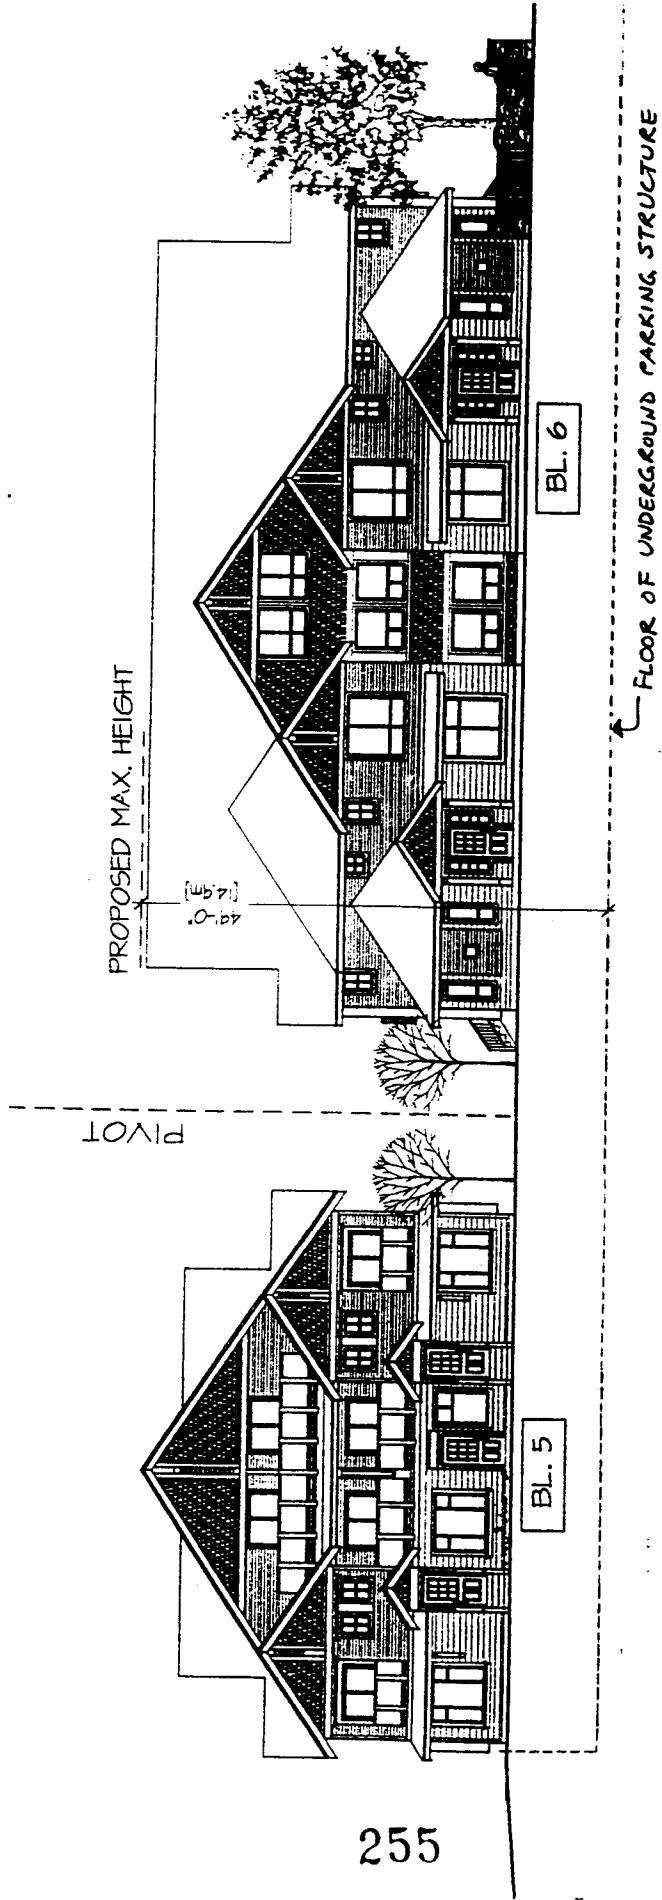 PROPOSED MAX. HEIGHT
49'-0"
[14.9m]
PIVOT
BL. 5
BL. 6
FLOOR OF UNDERGROUND PARKING STRUCTURE
255